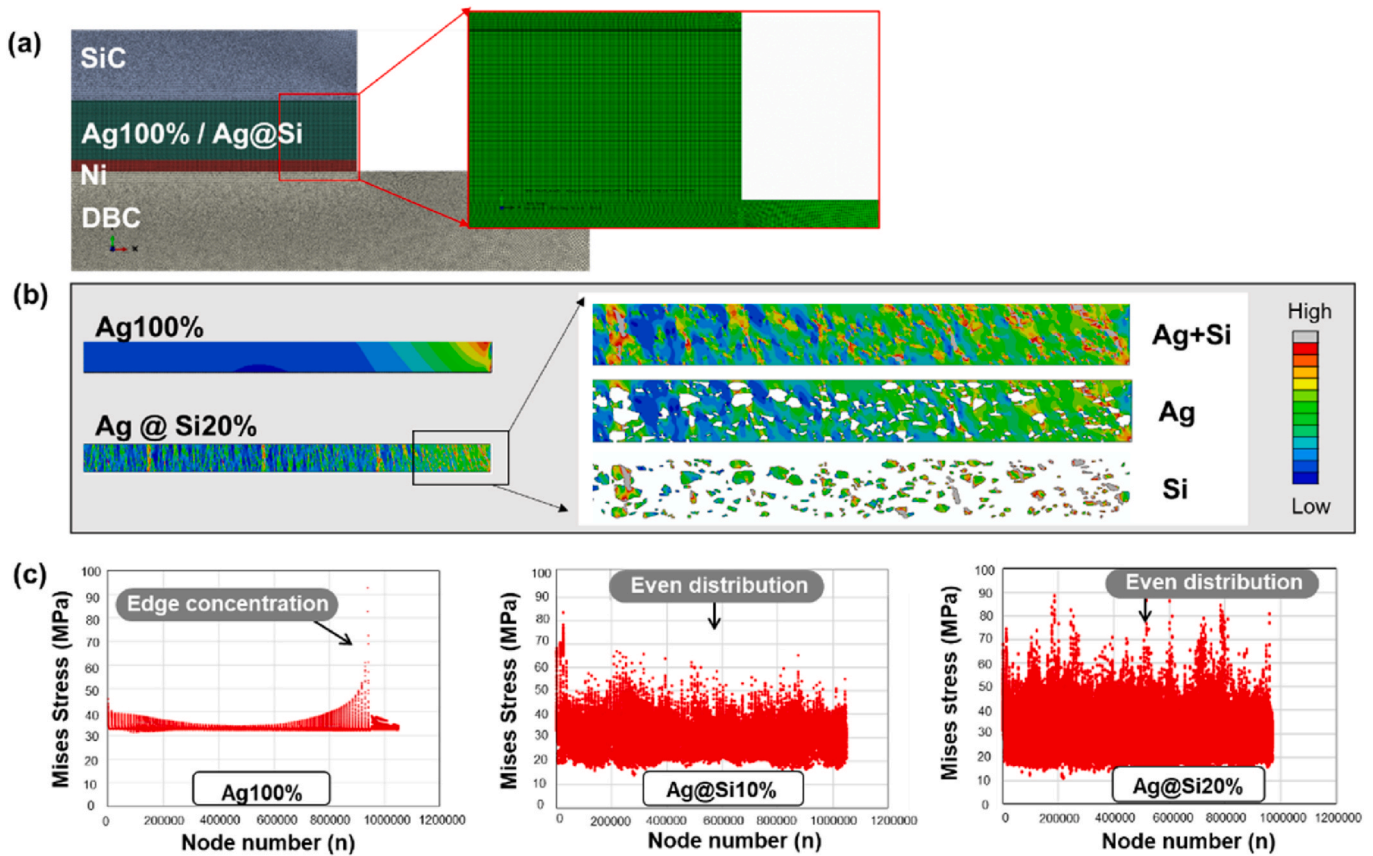 (a)
SiC
Ag100% / Ag@Si
Ni
DBC
x
(b)
Ag100%
Ag @ Si20%
Ag+Si
Ag
Si
High
Low
(c)
Mises Stress (MPa)
100
90
80
70
60
50
40
30
20
10
0
Edge concentration
Ag100%
200000 400000 600000 800000 1000000 1200000
Node number (n)
Mises Stress (MPa)
100
90
80
70
60
50
40
30
20
10
0
Even distribution
Ag@Si10%
200000 400000 600000 800000 1000000 1200000
Node number (n)
Mises stress (MPa)
100
90
80
70
60
50
40
30
20
10
0
Even distribution
Ag@Si20%
200000 400000 600000 800000 1000000 1200000
Node number (n)